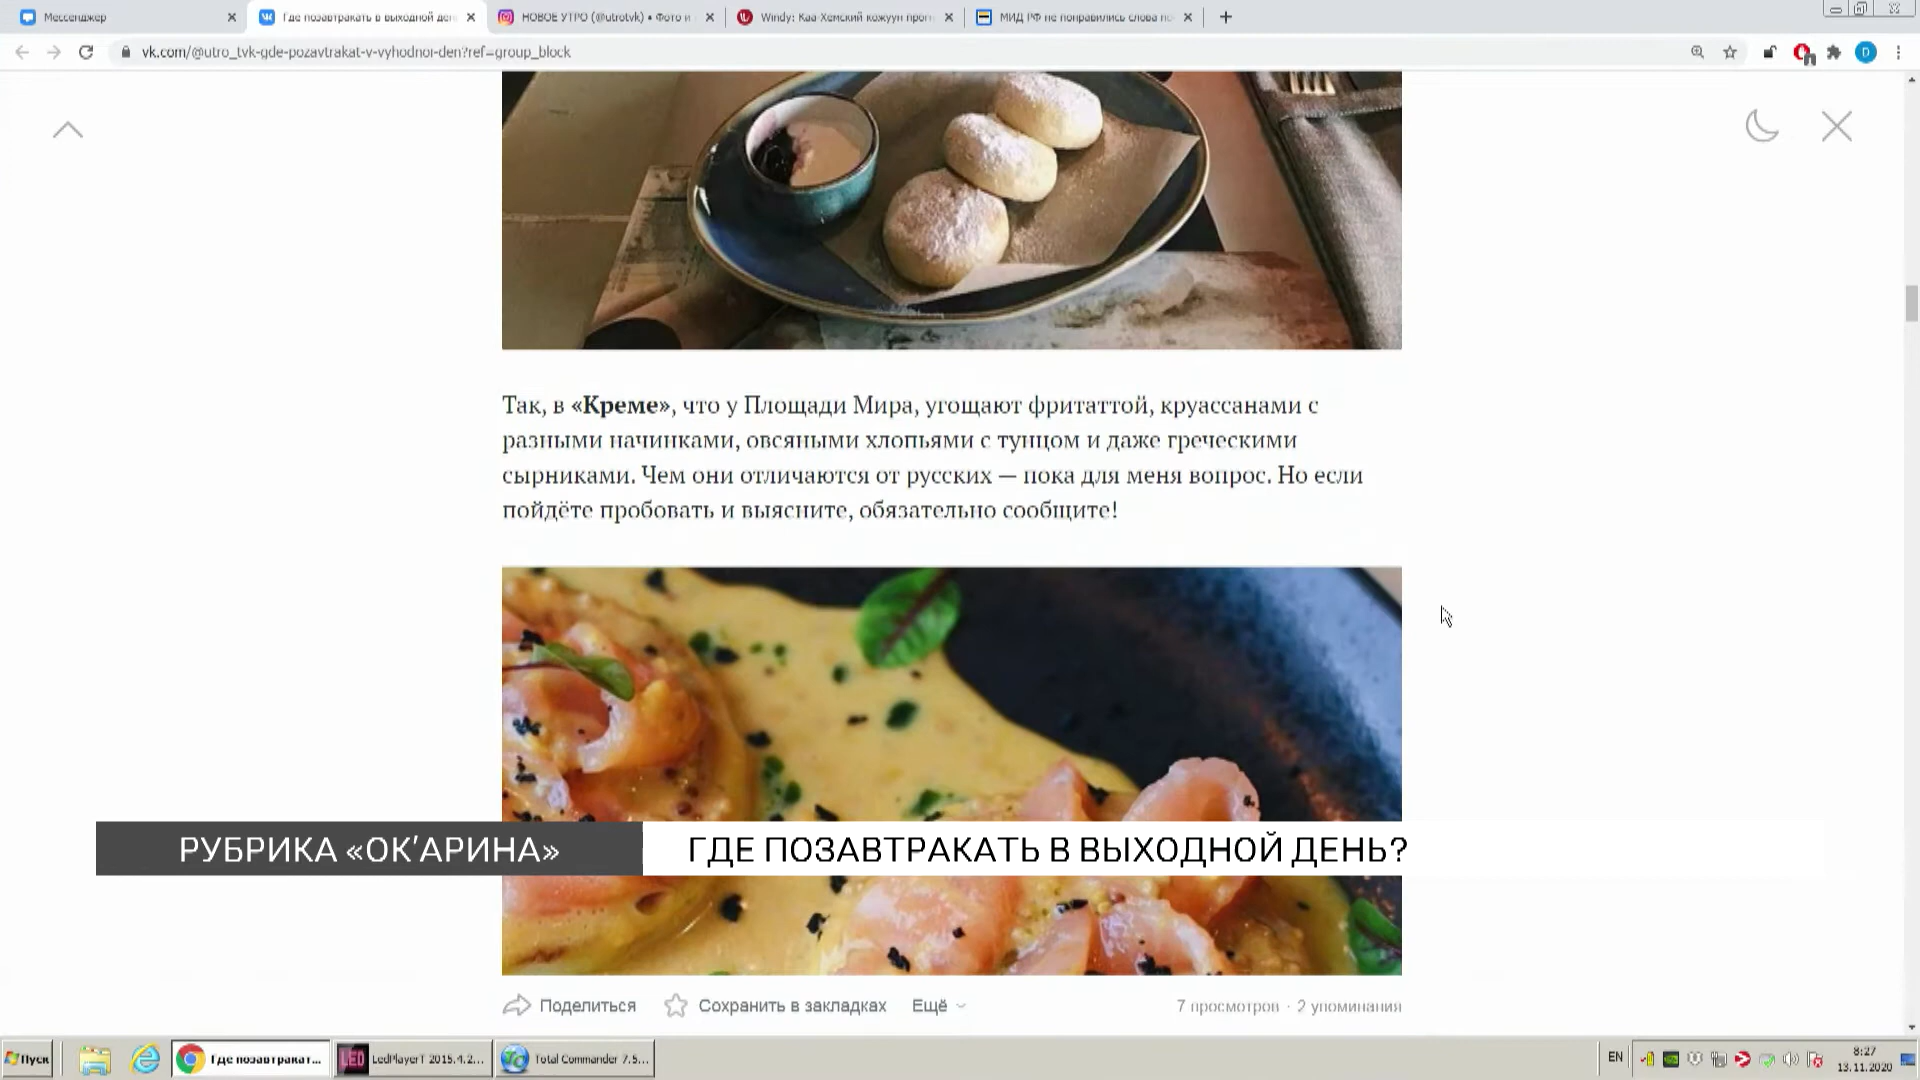 Мессенджер
Где позавтракать в выходной ден
НОВОЕ УТРО (@utrotvk) • Фото и
Windy: Каа-Хемский кожуун прог
МИД РФ не понравились слова по
vk.com/@utro_tvk-gde-pozavtrakat-v-vyhodnoi-den?ref=group_block
D
Так, в «Креме», что у Площади Мира, угощают фритаттой, круассанами с
разными начинками, овсяными хлопьями с тунцом и даже греческими
сырниками. Чем они отличаются от русских — пока для меня вопрос. Но если
пойдёте пробовать и выясните, обязательно сообщите!
РУБРИКА «ОК'АРИНА»
ГДЕ ПОЗАВТРАКАТЬ В ВЫХОДНОЙ ДЕНЬ?
Поделиться
Сохранить в закладках
Ещё
7 просмотров · 2 упоминания
Пуск
Где позавтракат...
LED
LedPlayerT 2015.4.2...
Total Commander 7.5...
EN
8:27
13.11.2020